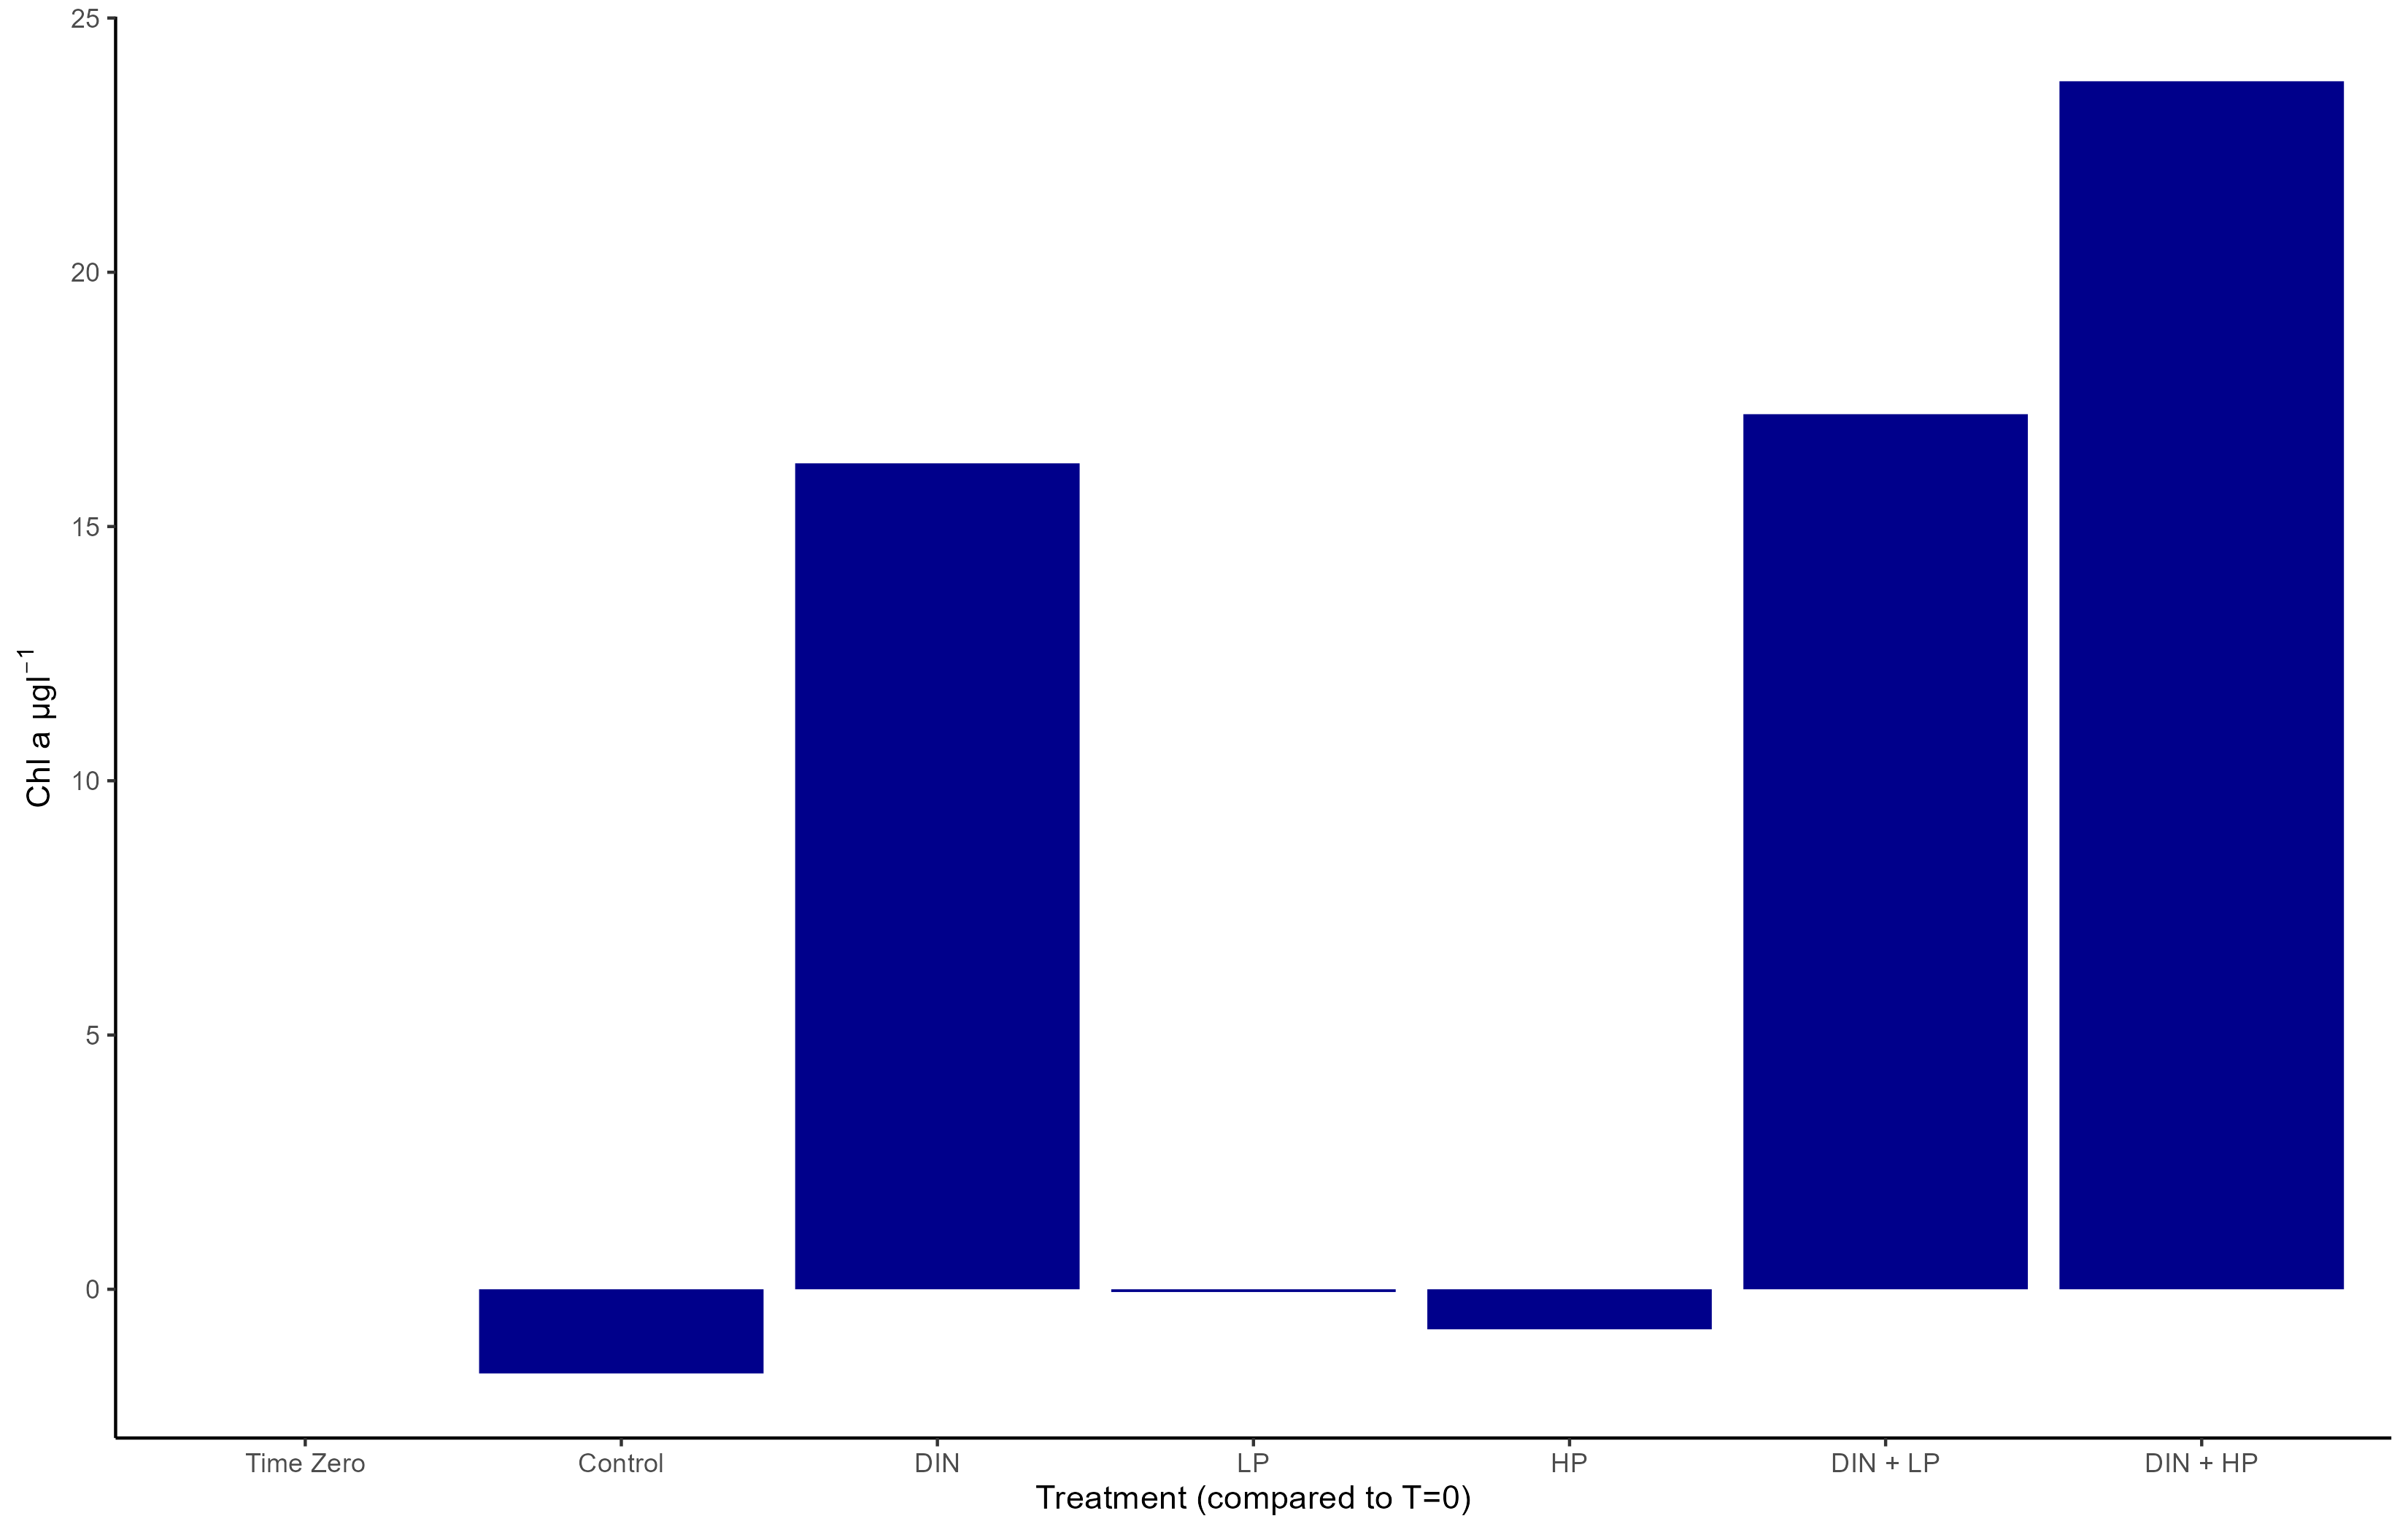 25
20
15
10
5
0
Chl a µgl⁻¹
Time Zero Control DIN LP HP DIN + LP DIN + HP
Treatment (compared to T=0)